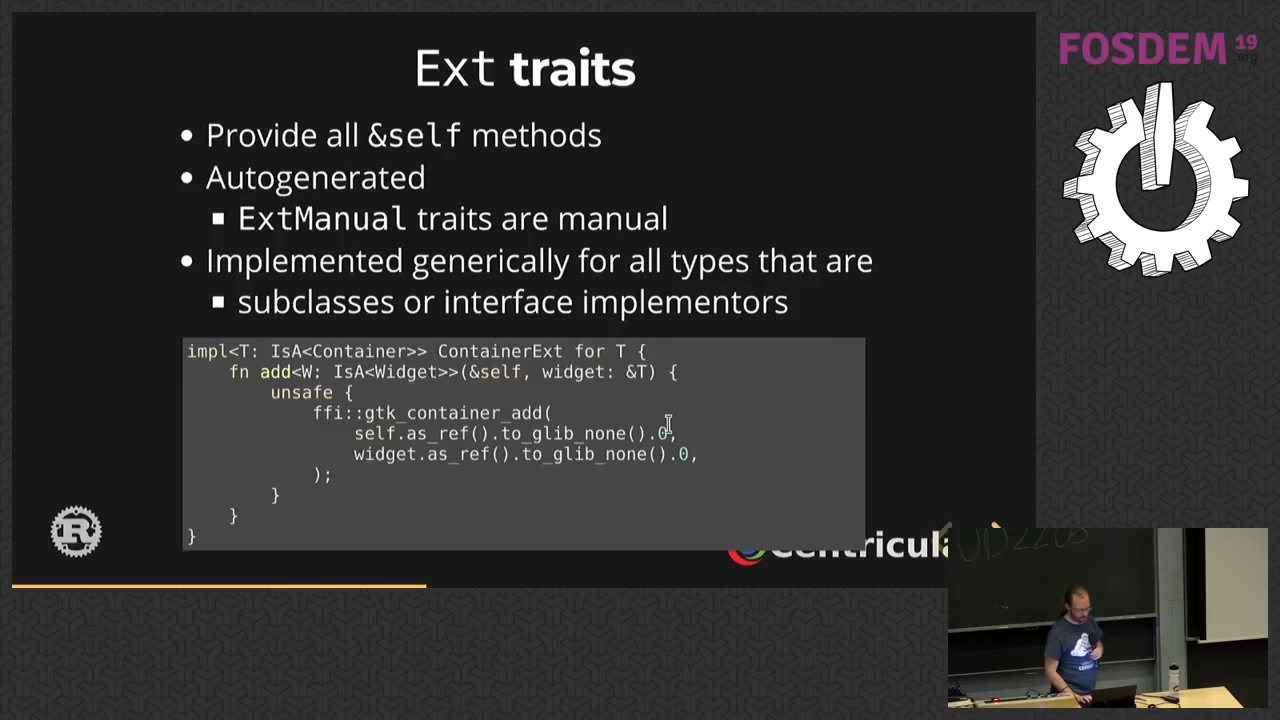 Ext traits
• Provide all &self methods
• Autogenerated
▪ ExtManual traits are manual
• Implemented generically for all types that are
▪ subclasses or interface implementors
impl<T: IsA<Container>> ContainerExt for T {
fn add<W: IsA<Widget>>(&self, widget: &T) {
unsafe {
ffi::gtk_container_add(
self.as_ref().to_glib_none().0,
widget.as_ref().to_glib_none().0,
);
}
}
}
R
FOSDEM 19
.org